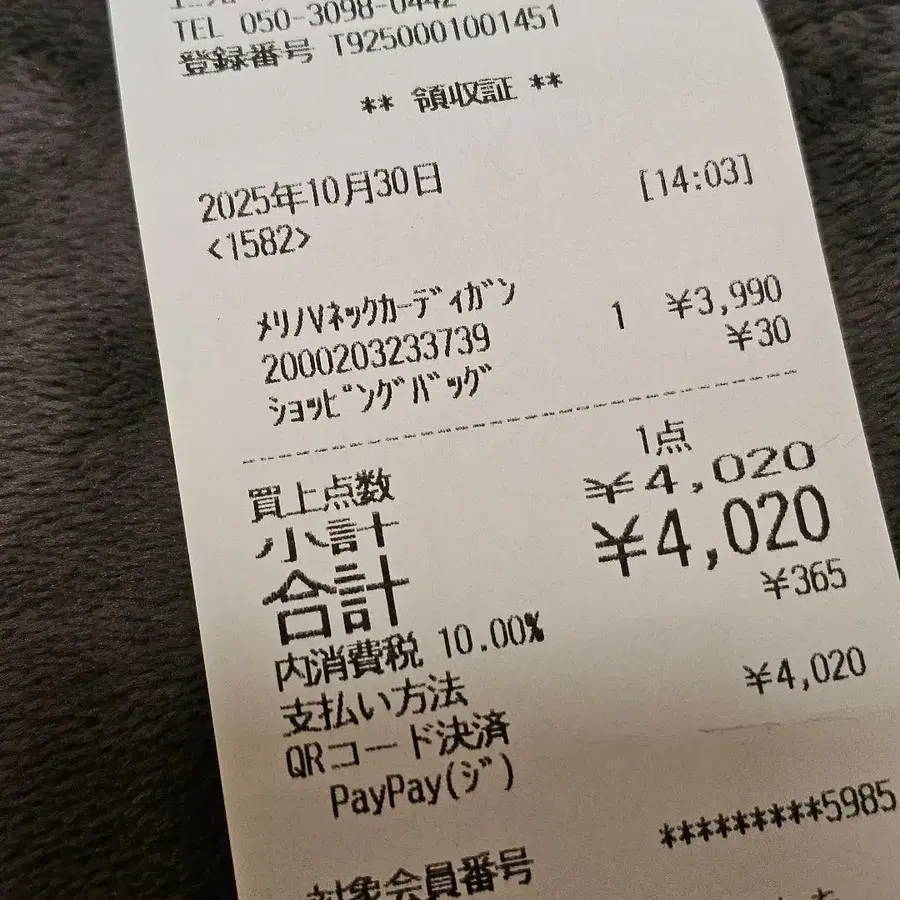 TEL 050-3098-0442
登録番号 T9250001001451
** 領収証 **
2025年10月30日 [14:03]
<1582>
ﾒﾘﾉVﾈｯｸｶｰﾃﾞｨｶﾞﾝ
2000203233739 1 ¥3,990
ｼｮｯﾋﾟﾝｸﾞﾊﾞｯｸﾞ ¥30
買上点数 1点
小計 ¥4,020
合計 ¥4,020
内消費税 10.00% ¥365
支払い方法
QRコード決済 ¥4,020
PayPay(ｼﾞ)
対象会員番号 *********5985